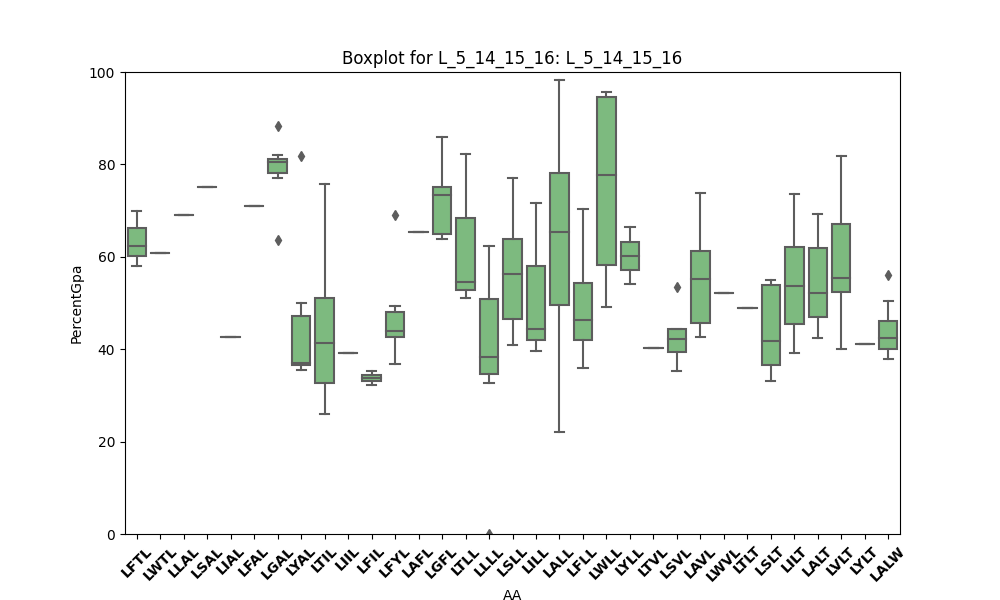 Boxplot for L_5_14_15_16: L_5_14_15_16
100
80
60
40
20
0
PercentGpa
LFTL LWTL LLAL LSAL LIAL LFAL LGAL LYAL LTIL LIIL LFIL LFYL LAFL LGFL LTLL LLLL LSLL LILL LALL LFLL LWLL LYLL LTVL LSVL LAVL LWVL LTLT LSLT LILT LALT LVLT LYLT LALW
AA